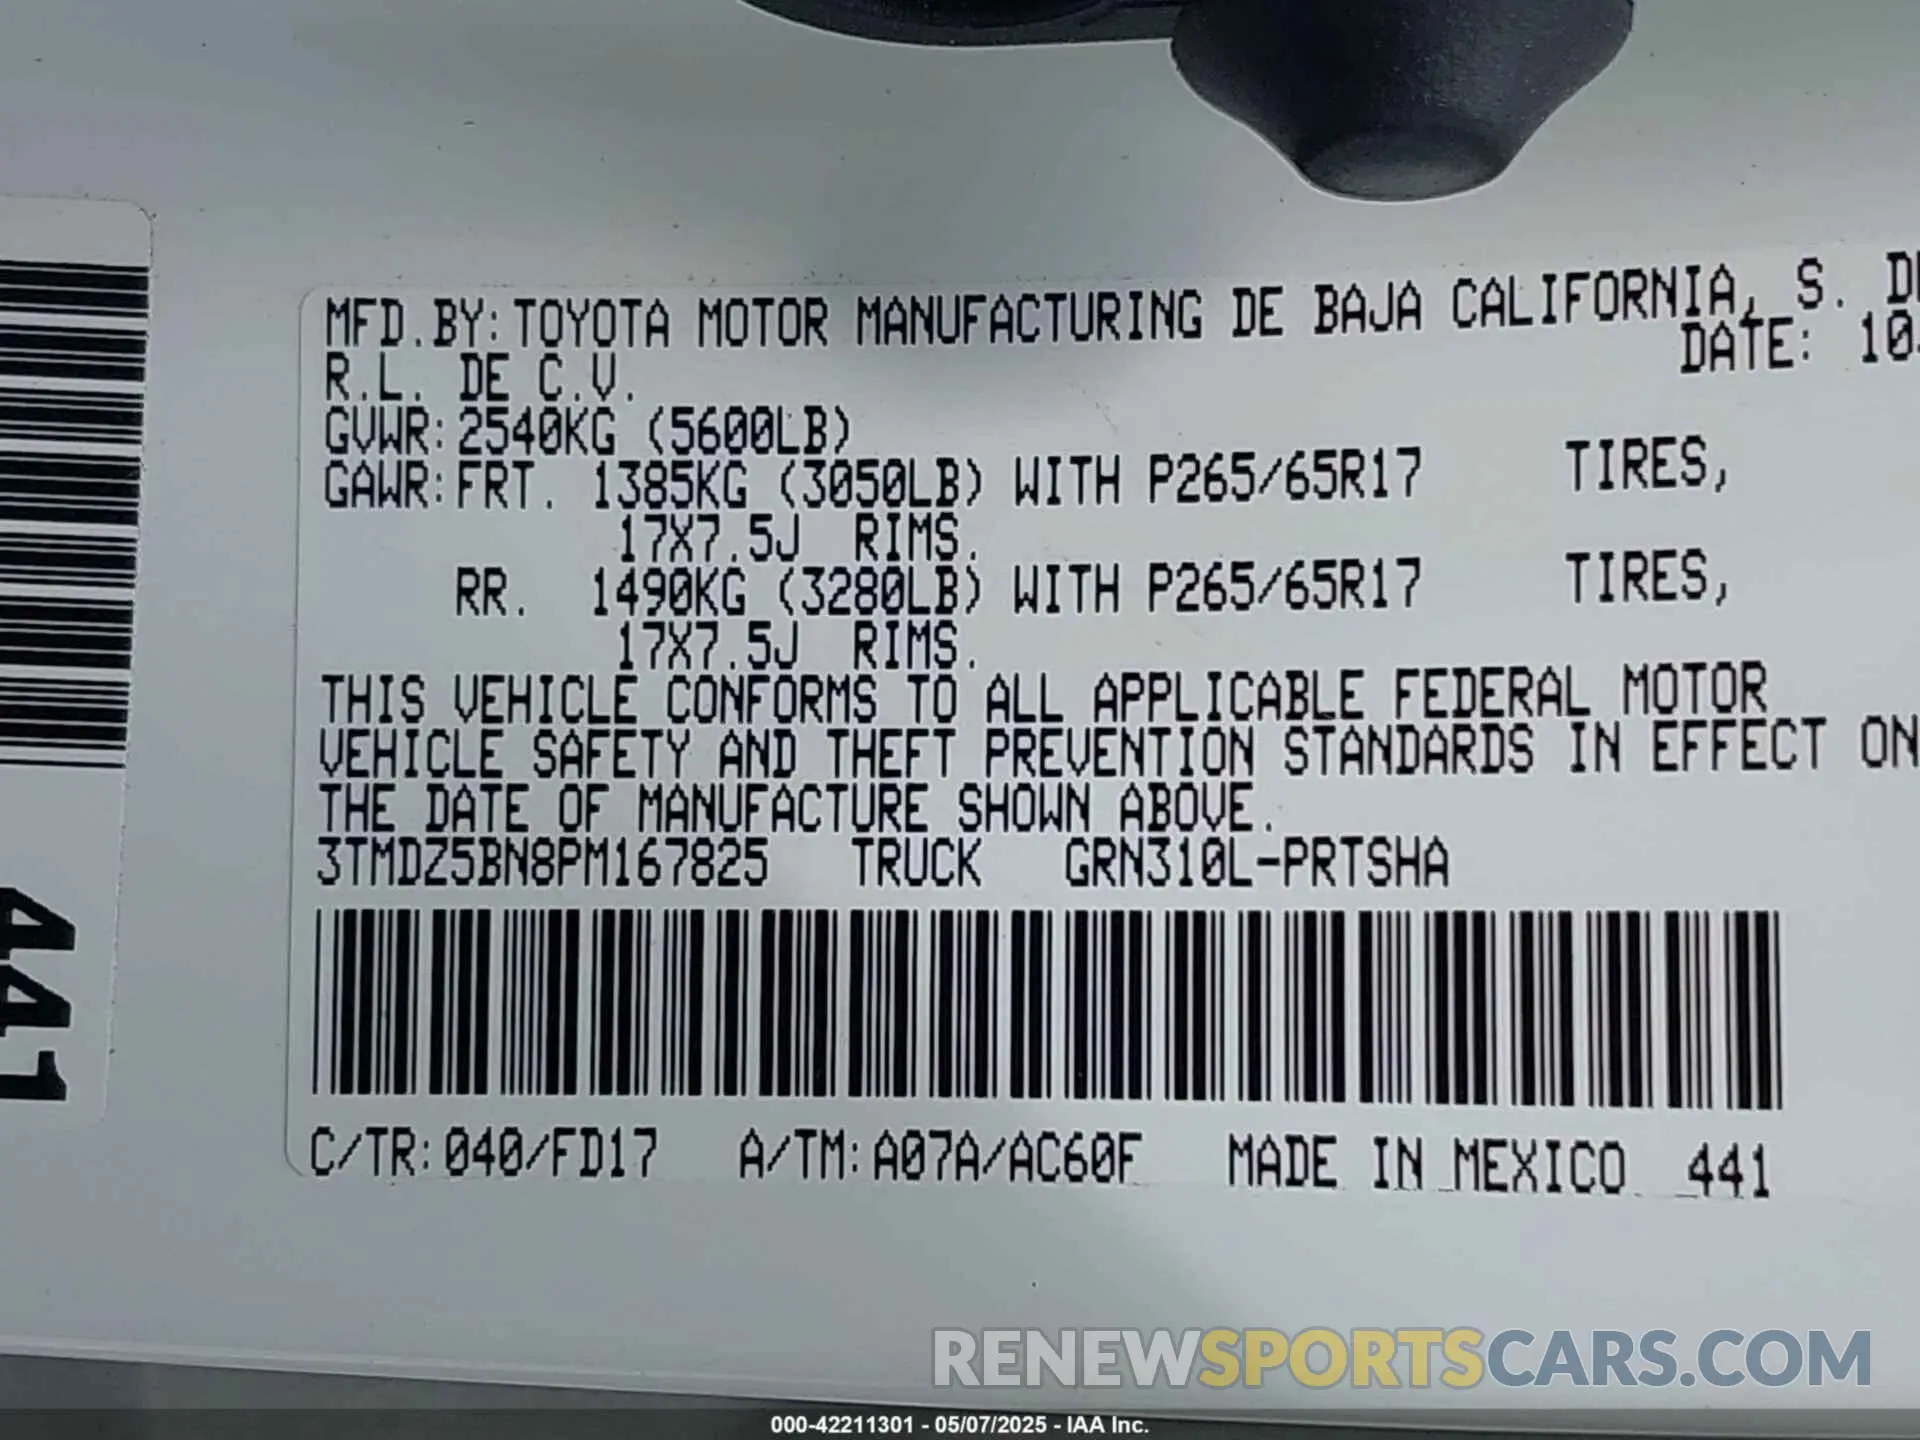 MFD.BY:TOYOTA MOTOR MANUFACTURING DE BAJA CALIFORNIA, S. DE
R.L. DE C.V. DATE: 10
GVWR:2540KG (5600LB)
GAWR:FRT. 1385KG (3050LB) WITH P265/65R17 TIRES,
17X7.5J RIMS.
RR. 1490KG (3280LB) WITH P265/65R17 TIRES,
17X7.5J RIMS.
THIS VEHICLE CONFORMS TO ALL APPLICABLE FEDERAL MOTOR
VEHICLE SAFETY AND THEFT PREVENTION STANDARDS IN EFFECT ON
THE DATE OF MANUFACTURE SHOWN ABOVE.
3TMDZ5BN8PM167825 TRUCK GRN310L-PRTSHA
C/TR:040/FD17 A/TM:A07A/AC60F MADE IN MEXICO 441
441
RENEWSPORTSCARS.COM
000-42211301 - 05/07/2025 - IAA Inc.